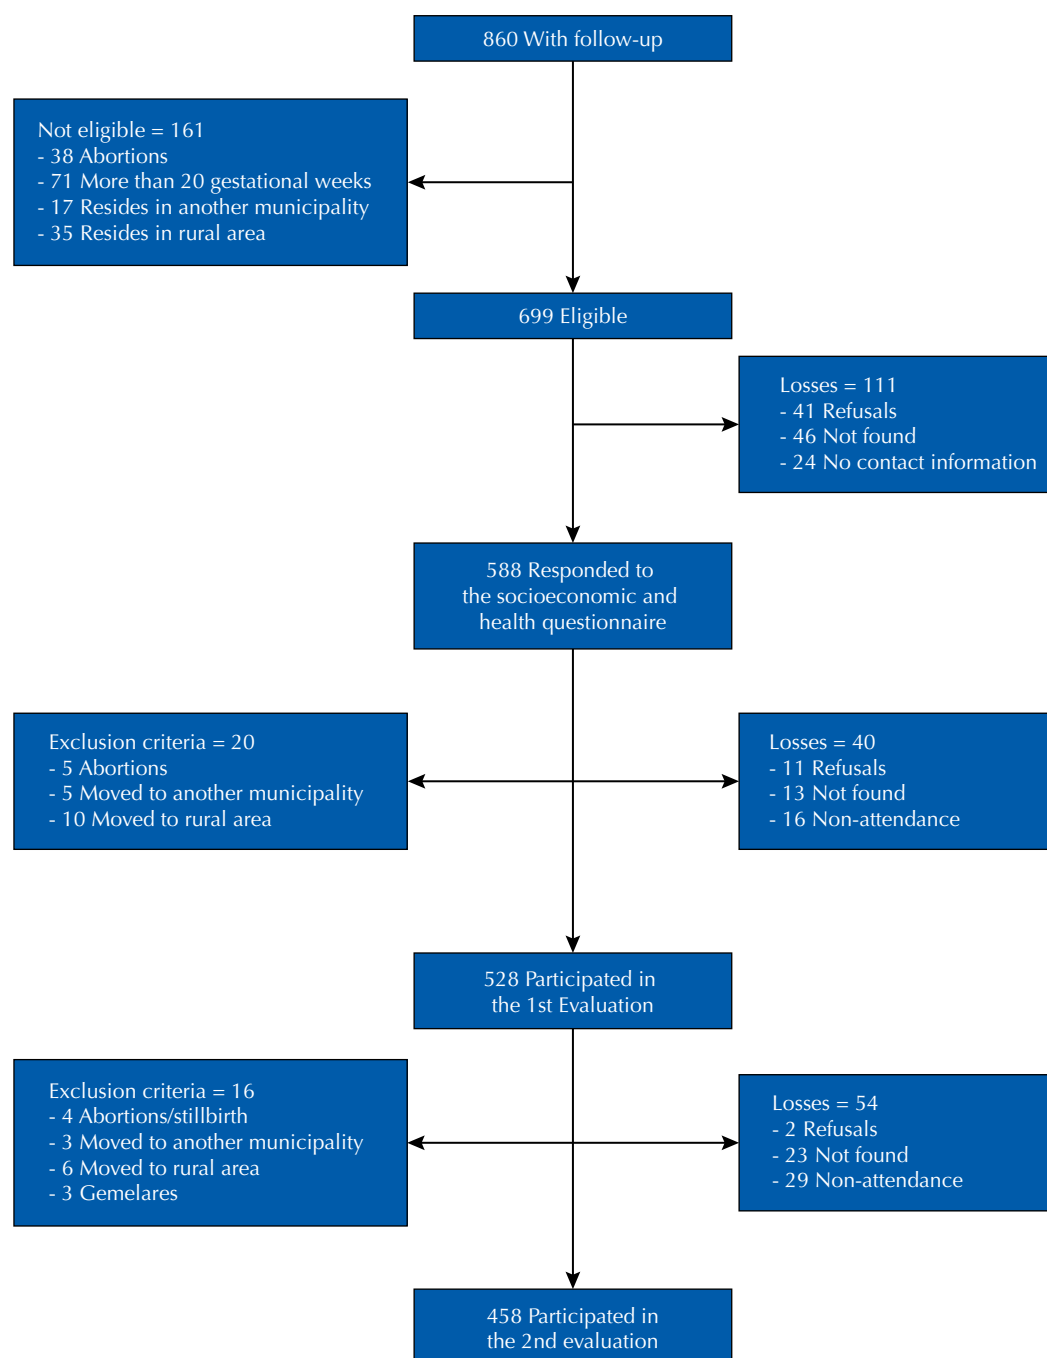 860 With follow-up
Not eligible = 161
- 38 Abortions
- 71 More than 20 gestational weeks
- 17 Resides in another municipality
- 35 Resides in rural area
699 Eligible
Losses = 111
- 41 Refusals
- 46 Not found
- 24 No contact information
588 Responded to
the socioeconomic and
health questionnaire
Exclusion criteria = 20
- 5 Abortions
- 5 Moved to another municipality
- 10 Moved to rural area
Losses = 40
- 11 Refusals
- 13 Not found
- 16 Non-attendance
528 Participated in
the 1st Evaluation
Exclusion criteria = 16
- 4 Abortions/stillbirth
- 3 Moved to another municipality
- 6 Moved to rural area
- 3 Gemelares
Losses = 54
- 2 Refusals
- 23 Not found
- 29 Non-attendance
458 Participated in
the 2nd evaluation